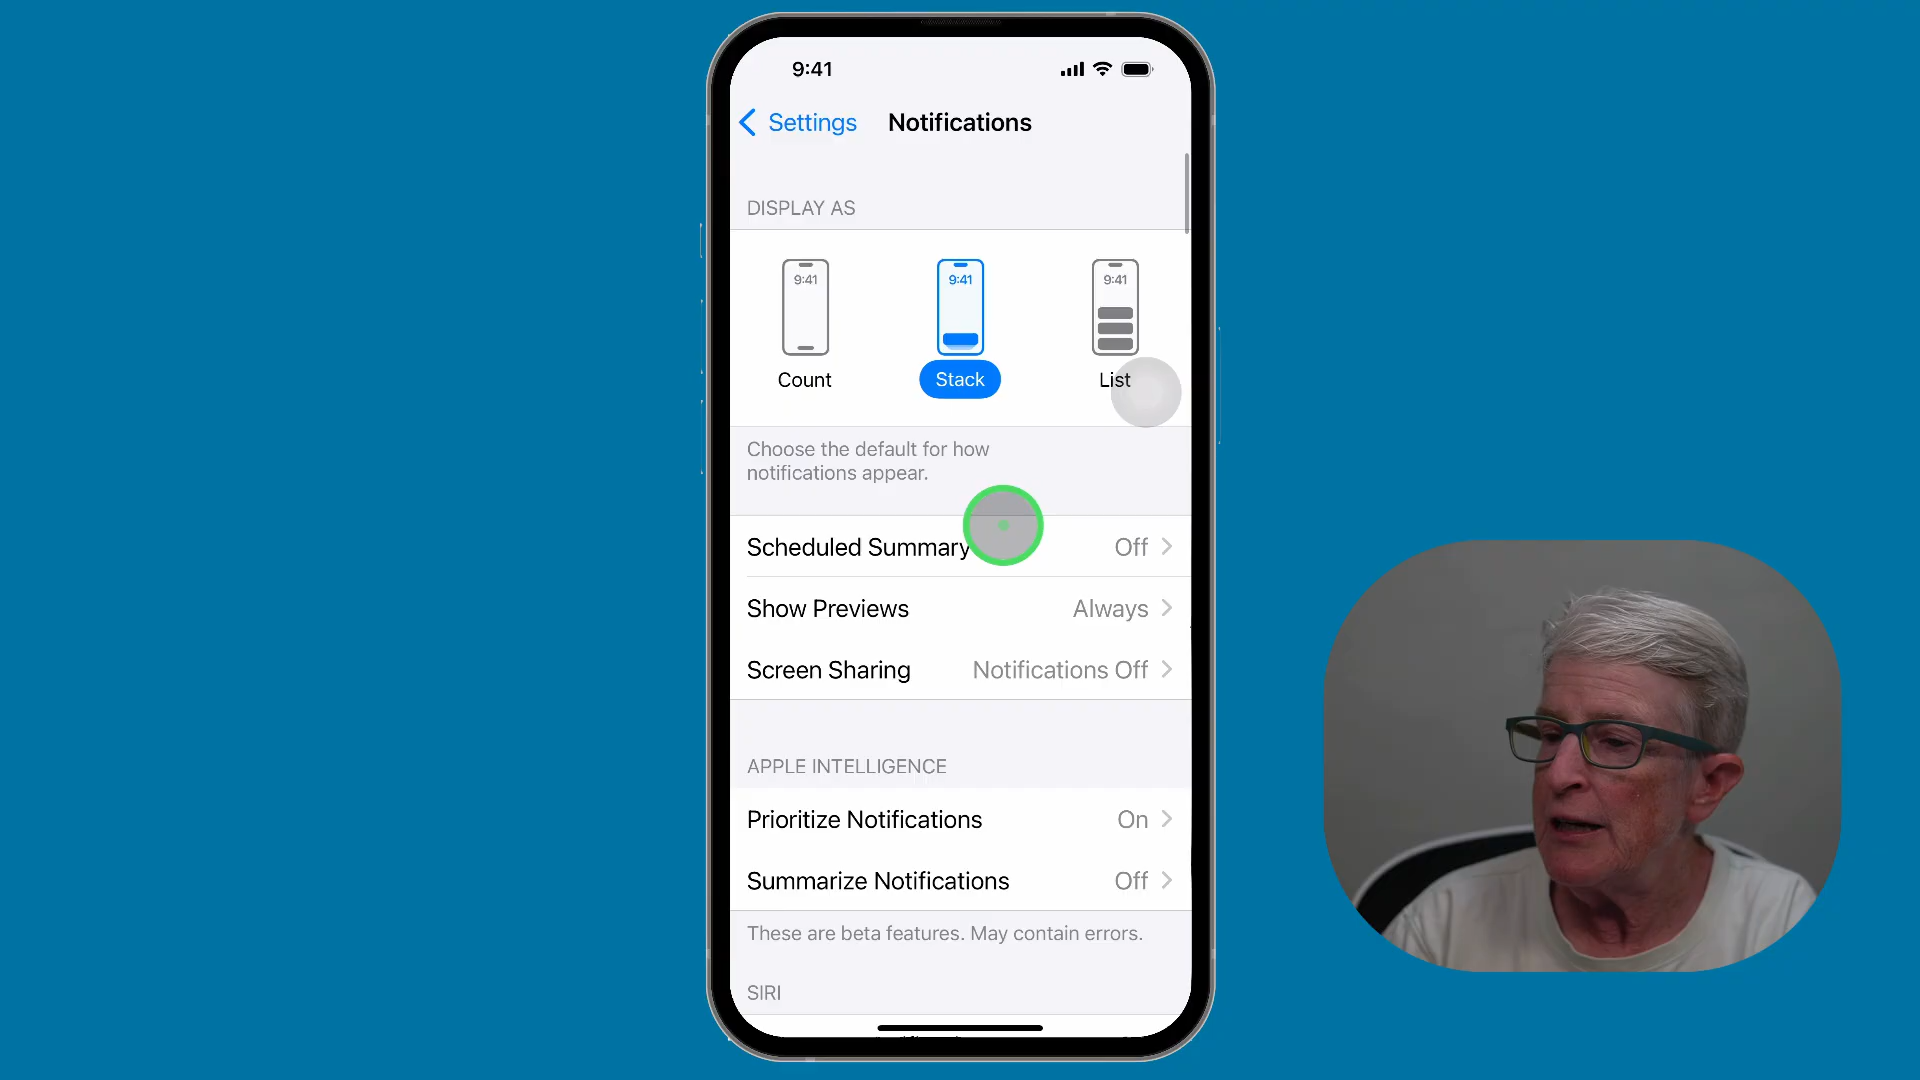 9:41
Settings
Notifications
DISPLAY AS
9:41
9:41
9:41
Count
Stack
List
Choose the default for how
notifications appear.
Scheduled Summary
Off
Show Previews
Always
Screen Sharing
Notifications Off
APPLE INTELLIGENCE
Prioritize Notifications
On
Summarize Notifications
Off
These are beta features. May contain errors.
SIRI